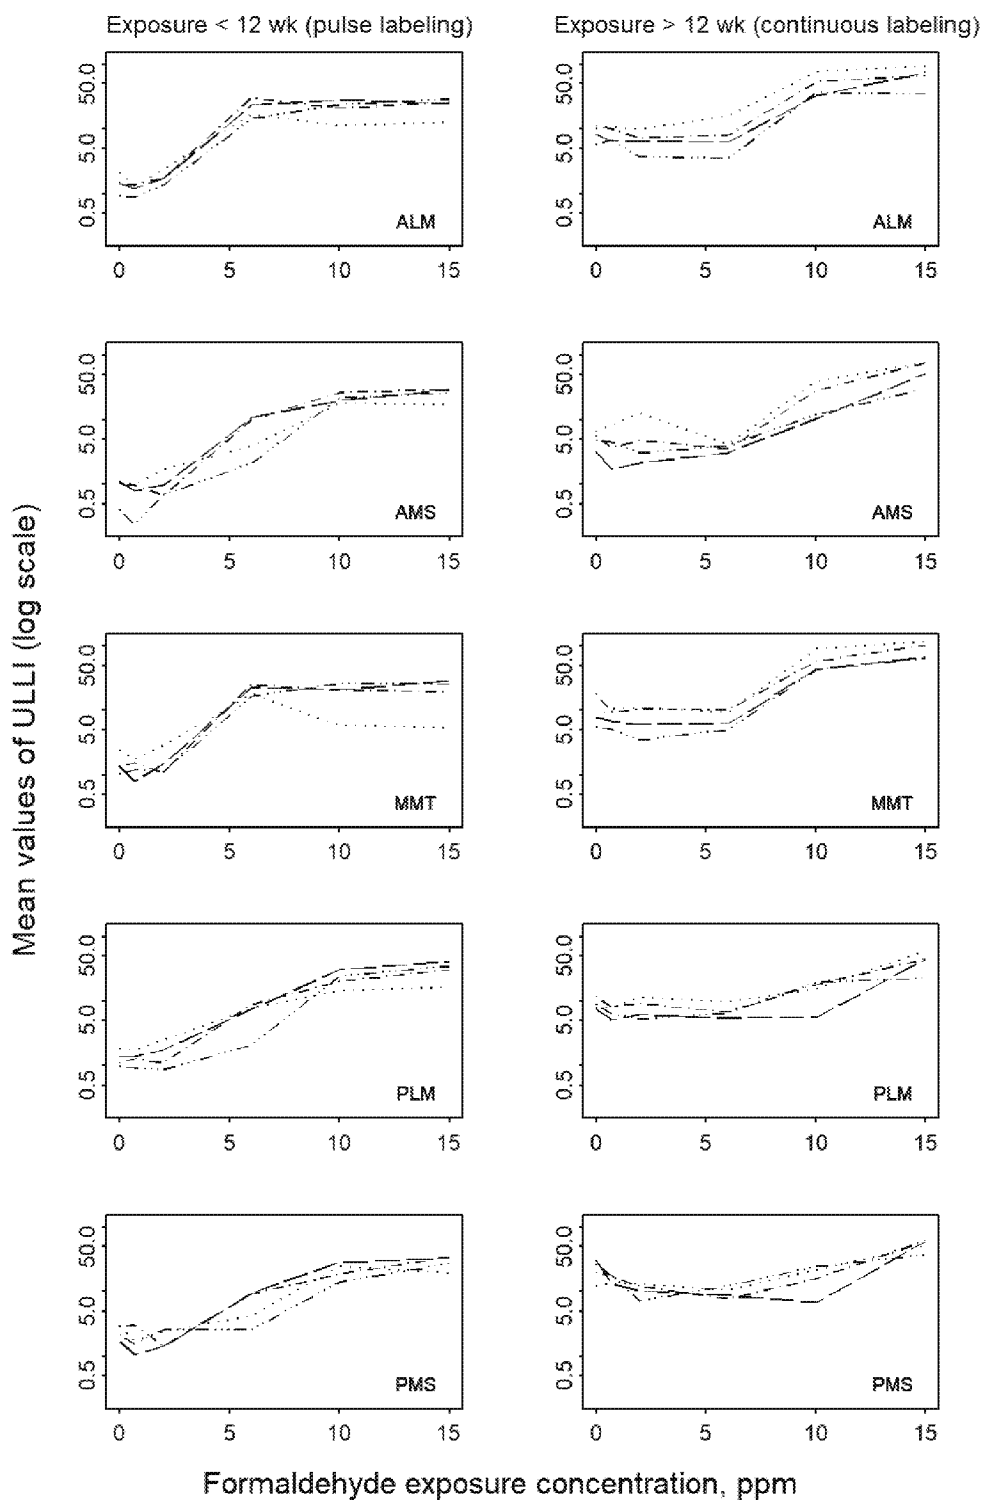 Exposure < 12 wk (pulse labeling) Exposure > 12 wk (continuous labeling)
Mean values of ULLI (log scale)
50.0
5.0
0.5
ALM
0 5 10 15
50.0
5.0
0.5
ALM
0 5 10 15
50.0
5.0
0.5
AMS
0 5 10 15
50.0
5.0
0.5
AMS
0 5 10 15
50.0
5.0
0.5
MMT
0 5 10 15
50.0
5.0
0.5
MMT
0 5 10 15
50.0
5.0
0.5
PLM
0 5 10 15
50.0
5.0
0.5
PLM
0 5 10 15
50.0
5.0
0.5
PMS
0 5 10 15
50.0
5.0
0.5
PMS
0 5 10 15
Formaldehyde exposure concentration, ppm